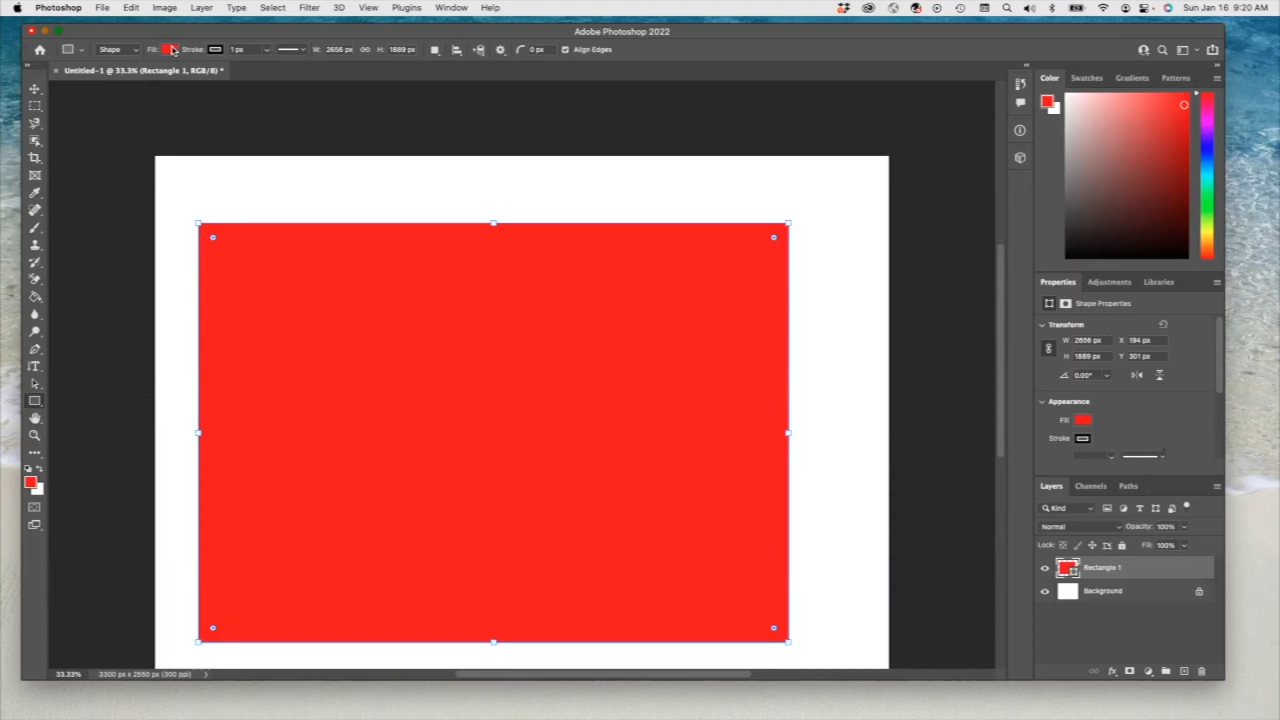 Photoshop File Edit Image Layer Type Select Filter 3D View Plugins Window Help Sun Jan 16 9:20 AM
Adobe Photoshop 2022
Shape Fill: Stroke: 1 px W: 2656 px H: 1889 px 0 px Align Edges
Untitled-1 @ 33.3% (Rectangle 1, RGB/8) *
Color Swatches Gradients Patterns
Properties Adjustments Libraries
Shape Properties
Transform
W 2656 px X 194 px
H 1889 px Y 301 px
0.00°
Appearance
Fill
Stroke
Layers Channels Paths
Kind
Normal Opacity: 100%
Lock: Fill: 100%
Rectangle 1
Background
33.33% 3300 px x 2550 px (300 ppi)